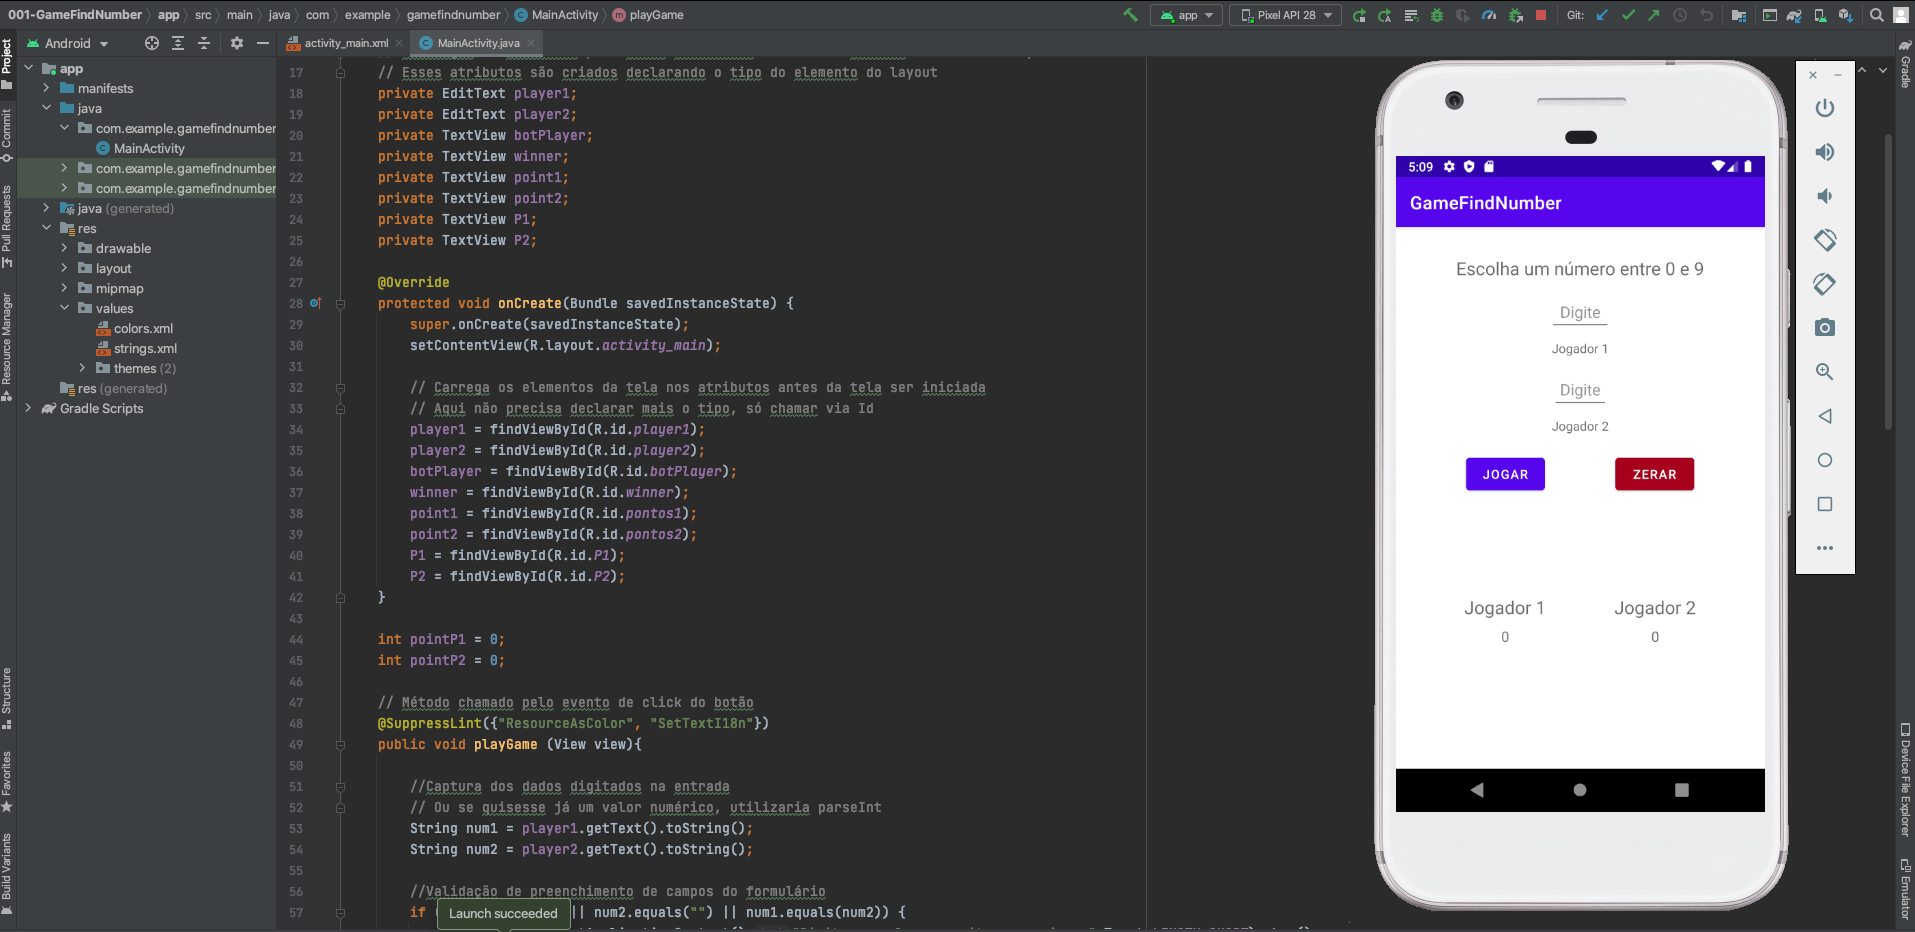 001-GameFindNumber app src main java com example gamefindnumber MainActivity playGame
app Pixel API 28 Git:
Android
activity_main.xml MainActivity.java
Project
Commit
Pull Requests
Resource Manager
Structure
Favorites
Build Variants
app
manifests
java
com.example.gamefindnumber
MainActivity
com.example.gamefindnumber
com.example.gamefindnumber
java (generated)
res
drawable
layout
mipmap
values
colors.xml
strings.xml
themes (2)
res (generated)
Gradle Scripts
17 // Esses atributos são criados declarando o tipo do elemento do layout
18 private EditText player1;
19 private EditText player2;
20 private TextView botPlayer;
21 private TextView winner;
22 private TextView point1;
23 private TextView point2;
24 private TextView P1;
25 private TextView P2;
26
27 @Override
28 protected void onCreate(Bundle savedInstanceState) {
29 super.onCreate(savedInstanceState);
30 setContentView(R.layout.activity_main);
31
32 // Carrega os elementos da tela nos atributos antes da tela ser iniciada
33 // Aqui não precisa declarar mais o tipo, só chamar via Id
34 player1 = findViewById(R.id.player1);
35 player2 = findViewById(R.id.player2);
36 botPlayer = findViewById(R.id.botPlayer);
37 winner = findViewById(R.id.winner);
38 point1 = findViewById(R.id.pontos1);
39 point2 = findViewById(R.id.pontos2);
40 P1 = findViewById(R.id.P1);
41 P2 = findViewById(R.id.P2);
42 }
43
44 int pointP1 = 0;
45 int pointP2 = 0;
46
47 // Método chamado pelo evento de click do botão
48 @SuppressLint({"ResourceAsColor", "SetTextI18n"})
49 public void playGame (View view){
50
51 //Captura dos dados digitados na entrada
52 // Ou se quisesse já um valor numérico, utilizaria parseInt
53 String num1 = player1.getText().toString();
54 String num2 = player2.getText().toString();
55
56 //Validação de preenchimento de campos do formulário
57 if || num2.equals("") || num1.equals(num2)) {
Launch succeeded
5:09
GameFindNumber
Escolha um número entre 0 e 9
Digite
Jogador 1
Digite
Jogador 2
JOGAR ZERAR
Jogador 1 Jogador 2
0 0
Gradle
Device File Explorer
Emulator